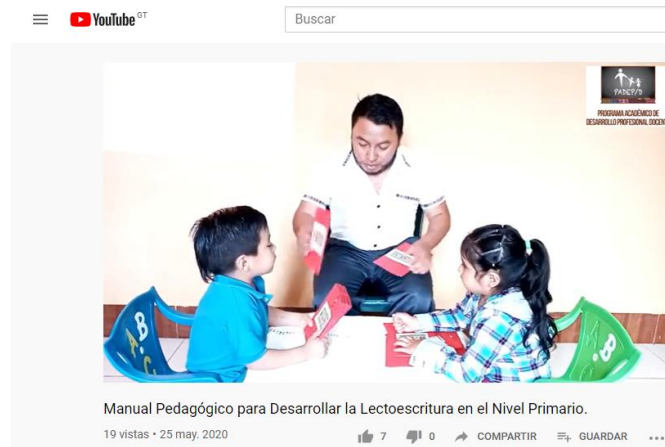 YouTube GT
Buscar
PADEP/D
PROGRAMA ACADÉMICO DE
DESARROLLO PROFESIONAL DOCENT
B
A C
B
Manual Pedagógico para Desarrollar la Lectoescritura en el Nivel Primario.
19 vistas • 25 may. 2020
7 0 COMPARTIR GUARDAR ...